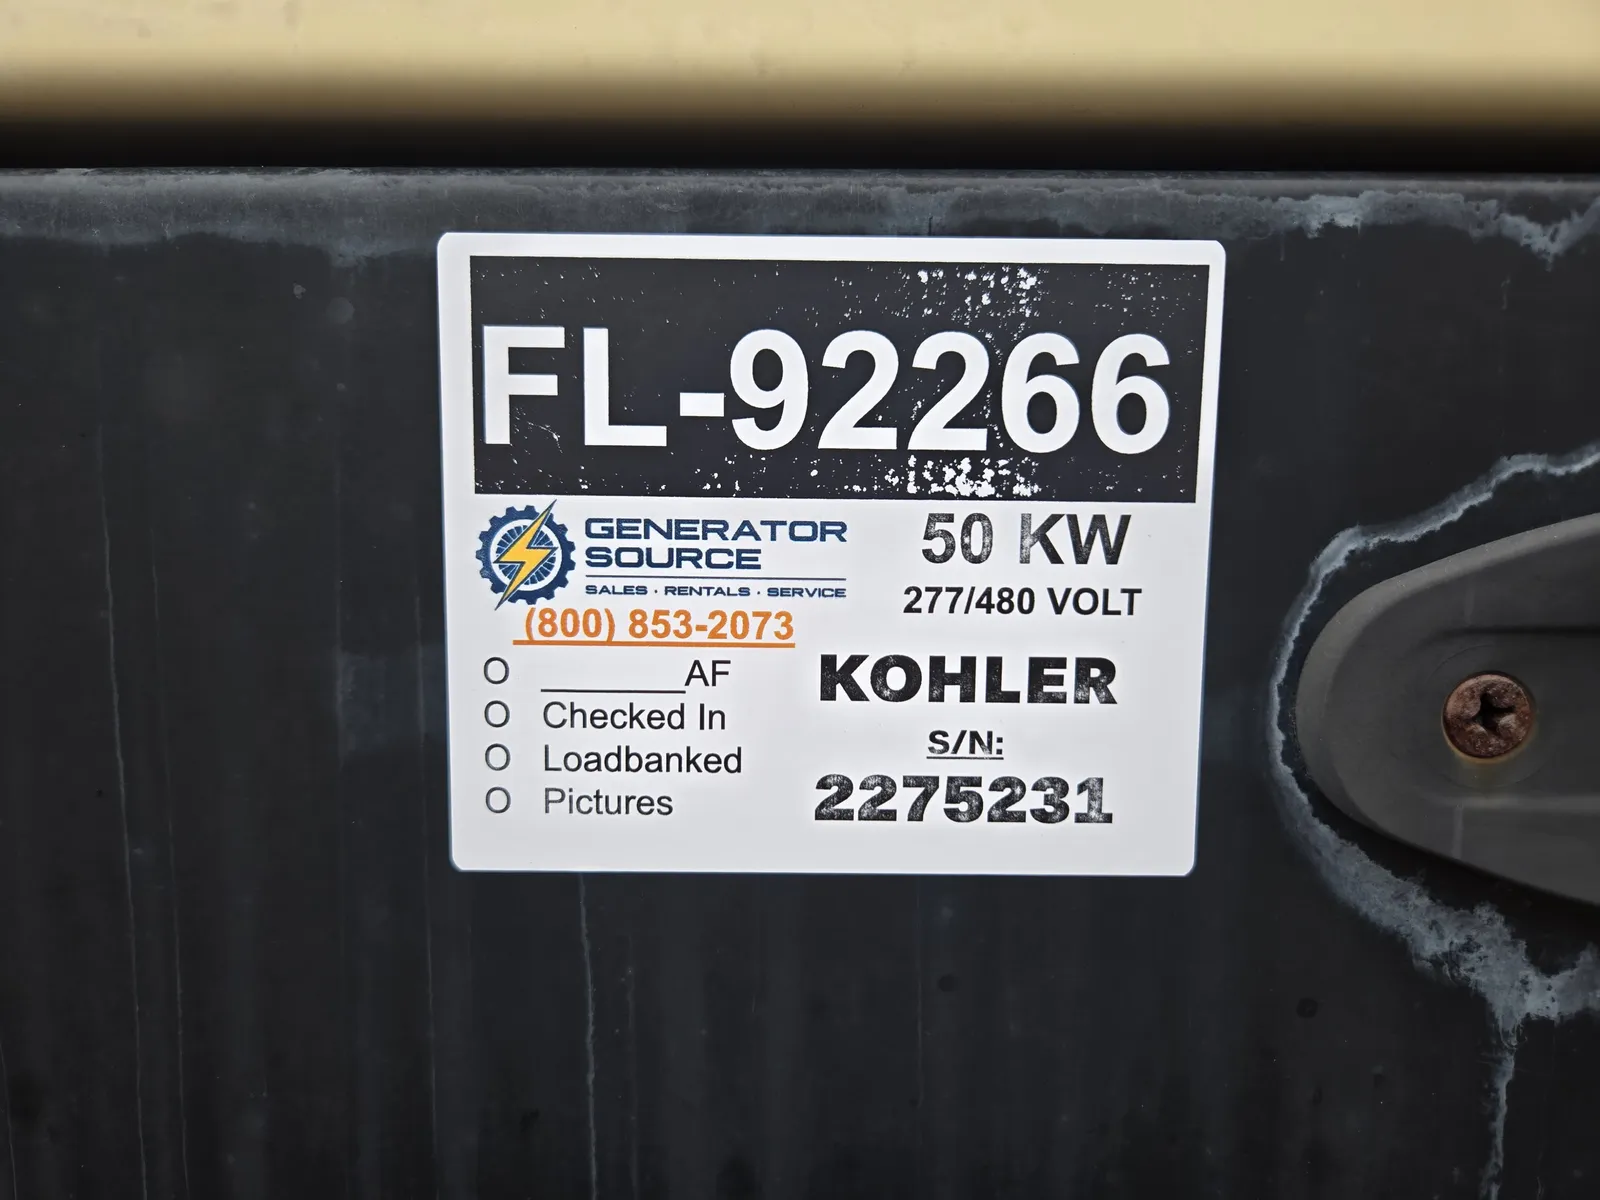 FL-92266
GENERATOR
SOURCE
SALES · RENTALS · SERVICE
(800) 853-2073
50 KW
277/480 VOLT
O ________AF
O Checked In
O Loadbanked
O Pictures
KOHLER
S/N:
2275231